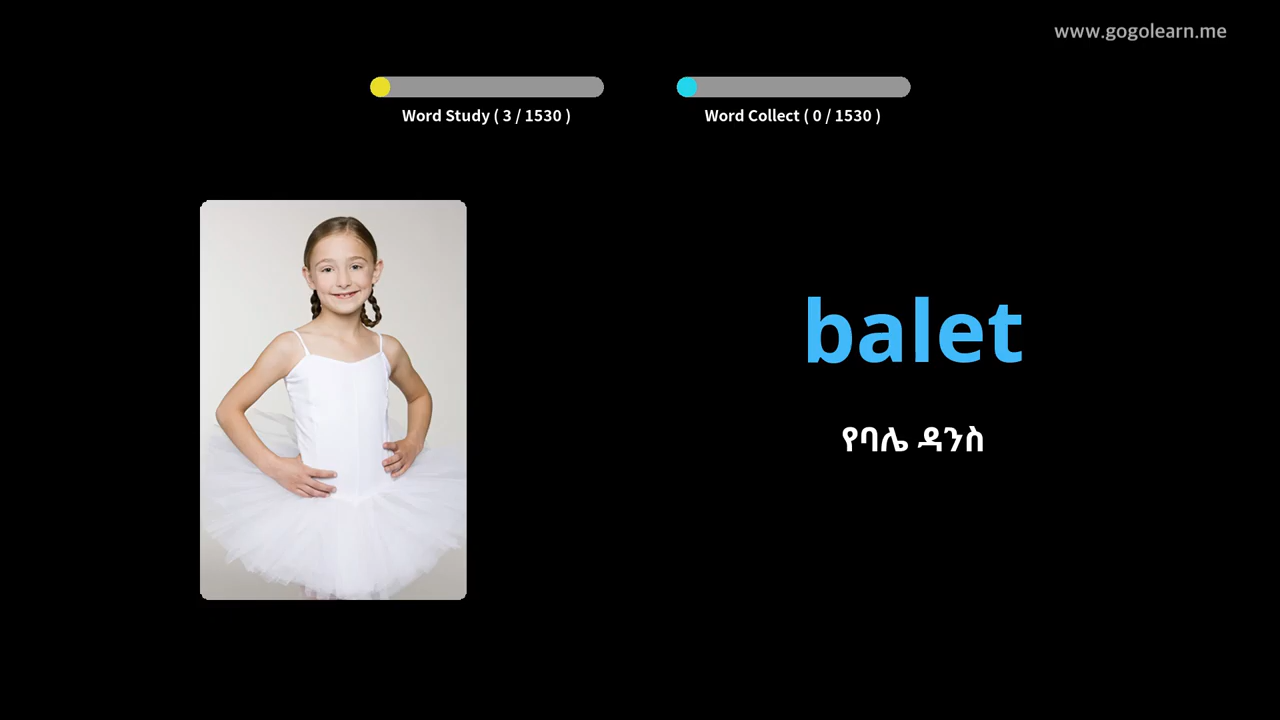 www.gogolearn.me
Word Study ( 3 / 1530 )
Word Collect ( 0 / 1530 )
balet
የባሌ ዳንስ